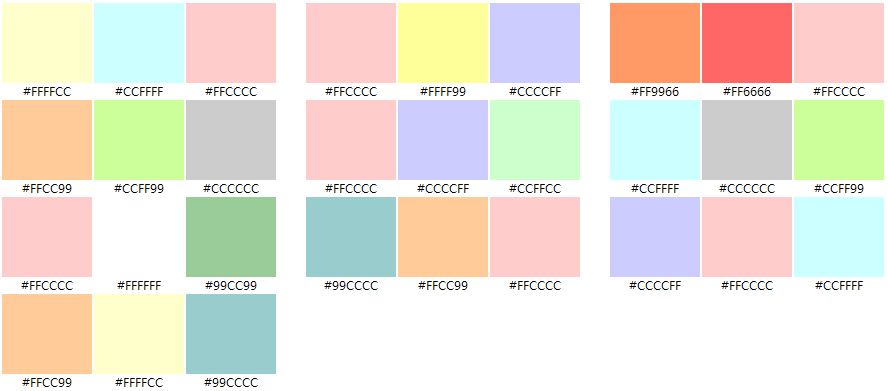 #FFFFCC #CCFFFF #FFCCCC #FFCCCC #FFFF99 #CCCCFF #FF9966 #FF6666 #FFCCCC
#FFCC99 #CCFF99 #CCCCCC #FFCCCC #CCCCFF #CCFFCC #CCFFFF #CCCCCC #CCFF99
#FFCCCC #FFFFFF #99CC99 #99CCCC #FFCC99 #FFCCCC #CCCCFF #FFCCCC #CCFFFF
#FFCC99 #FFFFCC #99CCCC